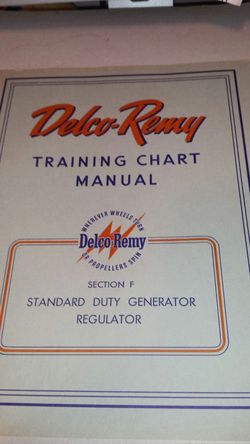 Delco-Remy
TRAINING CHART
MANUAL
WHEREVER WHEELS TURN
Delco-Remy
OR PROPELLERS SPIN
SECTION F
STANDARD DUTY GENERATOR
REGULATOR